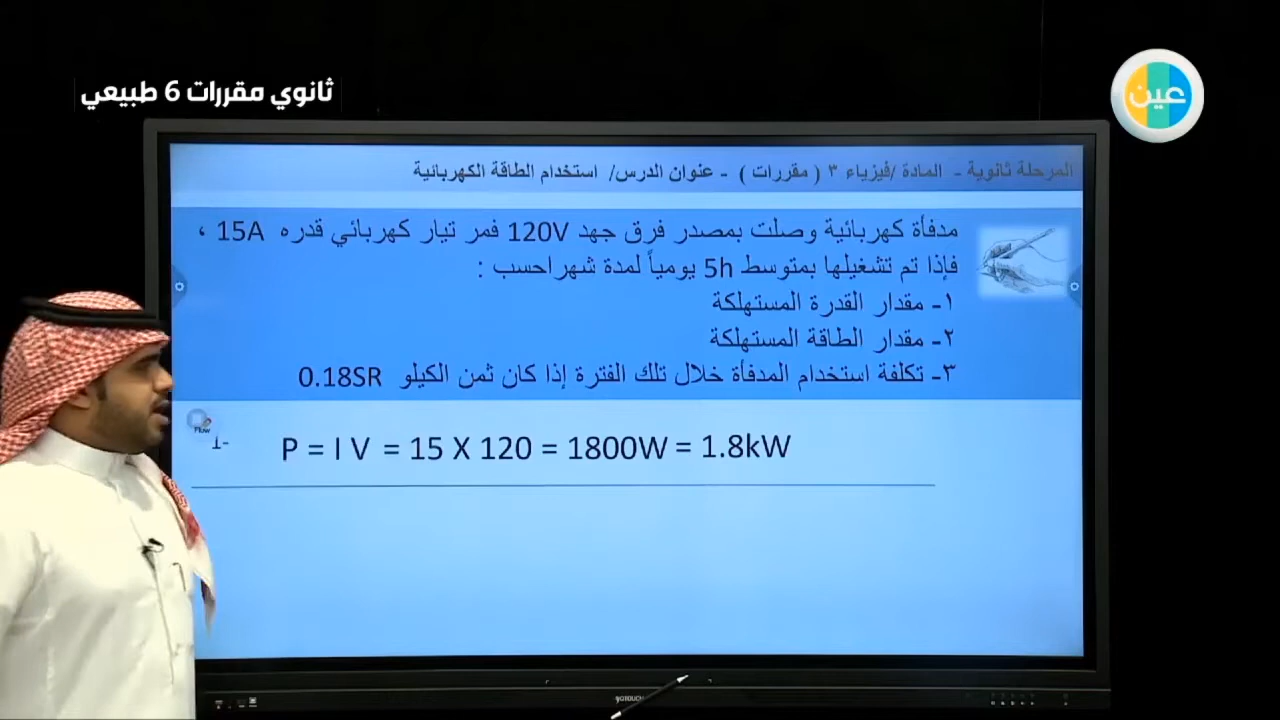 ثانوي مقررات 6 طبيعي
عين
المرحلة ثانوية - المادة /فيزياء ٣ ( مقررات ) - عنوان الدرس/ استخدام الطاقة الكهربائية
مدفأة كهربائية وصلت بمصدر فرق جهد 120V فمر تيار كهربائي قدره 15A ،
فإذا تم تشغيلها بمتوسط 5h يومياً لمدة شهراحسب :
١- مقدار القدرة المستهلكة
٢- مقدار الطاقة المستهلكة
٣- تكلفة استخدام المدفأة خلال تلك الفترة إذا كان ثمن الكيلو 0.18SR
1- P = I V = 15 X 120 = 1800W = 1.8kW